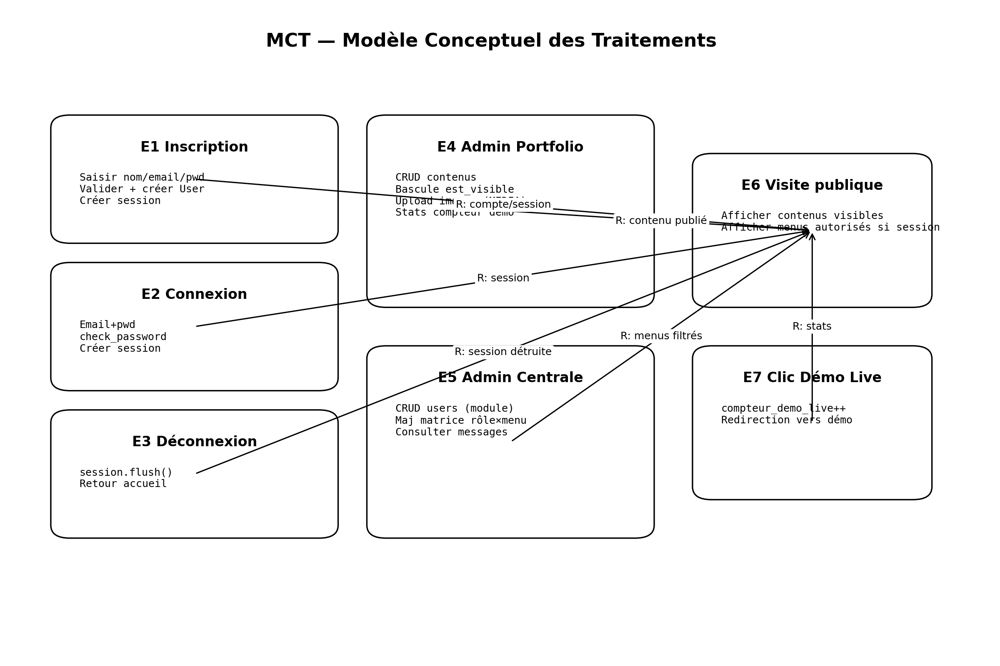 MCT — Modèle Conceptuel des Traitements
E1 Inscription
Saisir nom/email/pwd
Valider + créer User
Créer session
E2 Connexion
Email+pwd
check_password
Créer session
E3 Déconnexion
session.flush()
Retour accueil
E4 Admin Portfolio
CRUD contenus
Bascule est_visible
Upload
Stats compteur demo
E5 Admin Centrale
CRUD users (module)
Maj matrice rôle×menu
Consulter messages
E6 Visite publique
Afficher contenus visibles
Afficher menus autorisés si session
E7 Clic Démo Live
compteur_demo_live++
Redirection vers démo
R: compte/session
R: contenu publié
R: session
R: session détruite
R: menus filtrés
R: stats